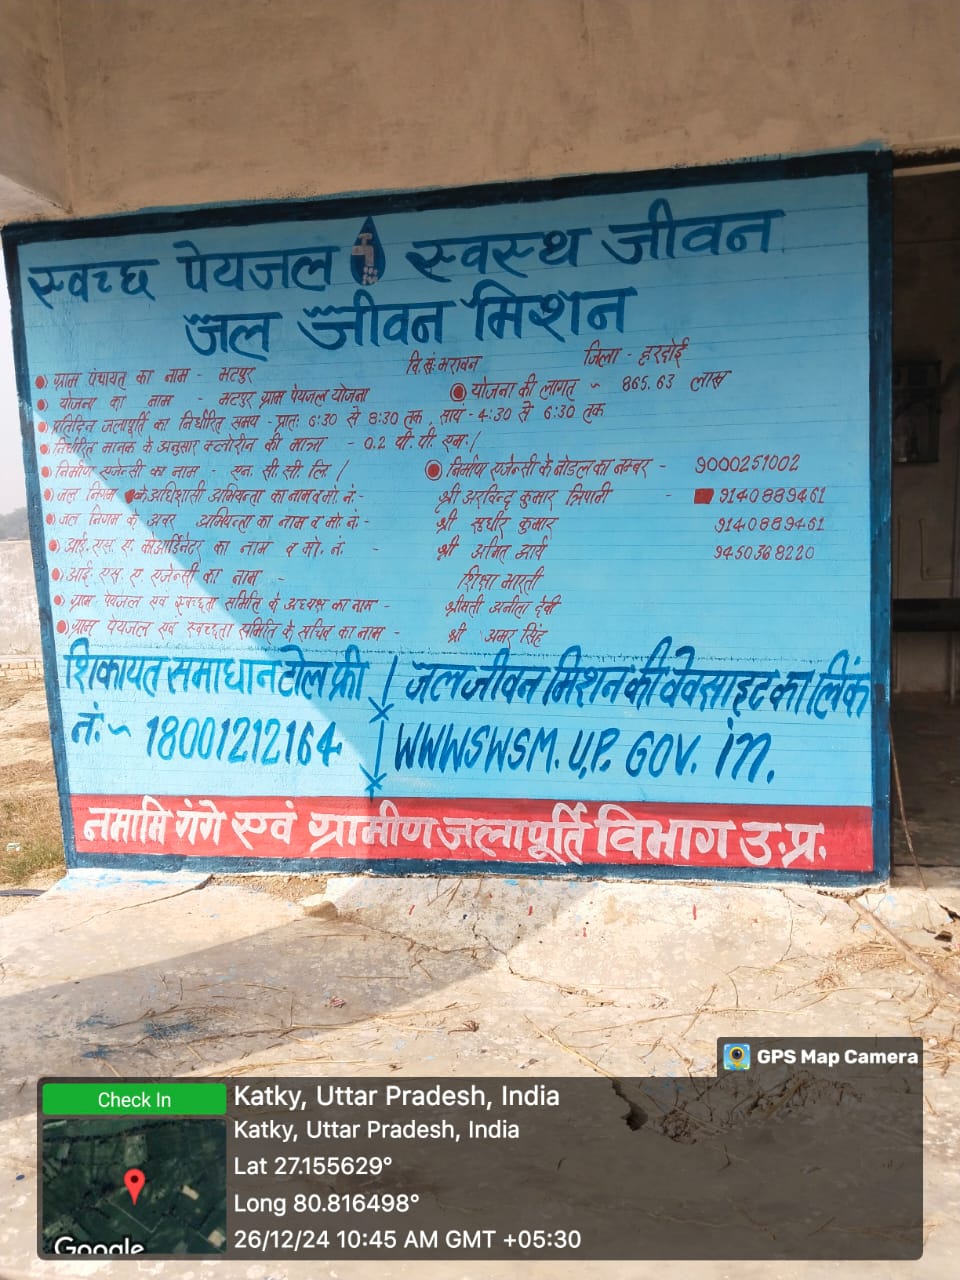 स्वच्छ पेयजल स्वस्थ जीवन
जल जीवन मिशन
ग्राम पंचायत का नाम - भटपुर वि.ख. भरावन जिला - हरदोई
योजना का नाम - भटपुर ग्राम पेयजल योजना योजना की लागत ~ 865.63 लाख
प्रतिदिन जलापूर्ति का निर्धारित समय - प्रातः 6:30 से 8:30 तक, सायं - 4:30 से 6:30 तक
निर्धारित मानक के अनुसार क्लोरीन की मात्रा - 0.2 पी. पी. एम. /
निर्माण एजेन्सी का नाम - एन. सी. सी. लि. / निर्माण एजेन्सी के नोडल का नम्बर - 9000251002
जल निगम के अधिशासी अभियन्ता का नाम व मो. नं. - श्री अरविन्द कुमार त्रिपाठी - 9140889461
जल निगम के अवर अभियन्ता का नाम व मो. नं. - श्री सुधीर कुमार 9140889461
आई. एस. ए. कोआर्डिनेटर का नाम व मो. नं. - श्री अमित आर्य 9450368220
आई. एस. ए एजेन्सी का नाम - शिक्षा भारती
ग्राम पेयजल एवं स्वच्छता समिति के अध्यक्ष का नाम - श्रीमती अनीता देवी
ग्राम पेयजल एवं स्वच्छता समिति के सचिव का नाम - श्री अमर सिंह
शिकायत समाधान टोल फ्री / जल जीवन मिशन की वेवसाइट का लिंक
नं. ~ 18001212164 WWWSWSM.U.P. GOV. in.
नमामि गंगे एवं ग्रामीण जलापूर्ति विभाग उ.प्र.
GPS Map Camera
Check In
Katky, Uttar Pradesh, India
Katky, Uttar Pradesh, India
Lat 27.155629°
Long 80.816498°
26/12/24 10:45 AM GMT +05:30
Google